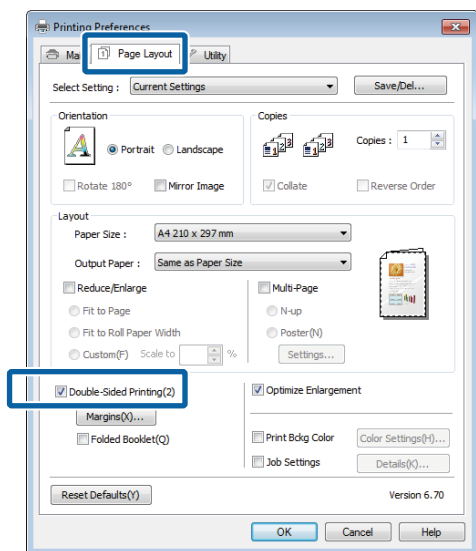 Printing Preferences
Ma Page Layout Utility
Select Setting : Current Settings Save/Del...
Orientation
Portrait Landscape
Rotate 180° Mirror Image
Copies
Copies : 1
Collate Reverse Order
Layout
Paper Size : A4 210 x 297 mm
Output Paper : Same as Paper Size
Reduce/Enlarge
Fit to Page
Fit to Roll Paper Width
Custom(F) Scale to %
Multi-Page
N-up
Poster(N)
Settings...
Double-Sided Printing(2)
Margins(X)...
Folded Booklet(Q)
Optimize Enlargement
Print Bckg Color Color Settings(H)...
Job Settings Details(K)...
Reset Defaults(Y) Version 6.70
OK Cancel Help